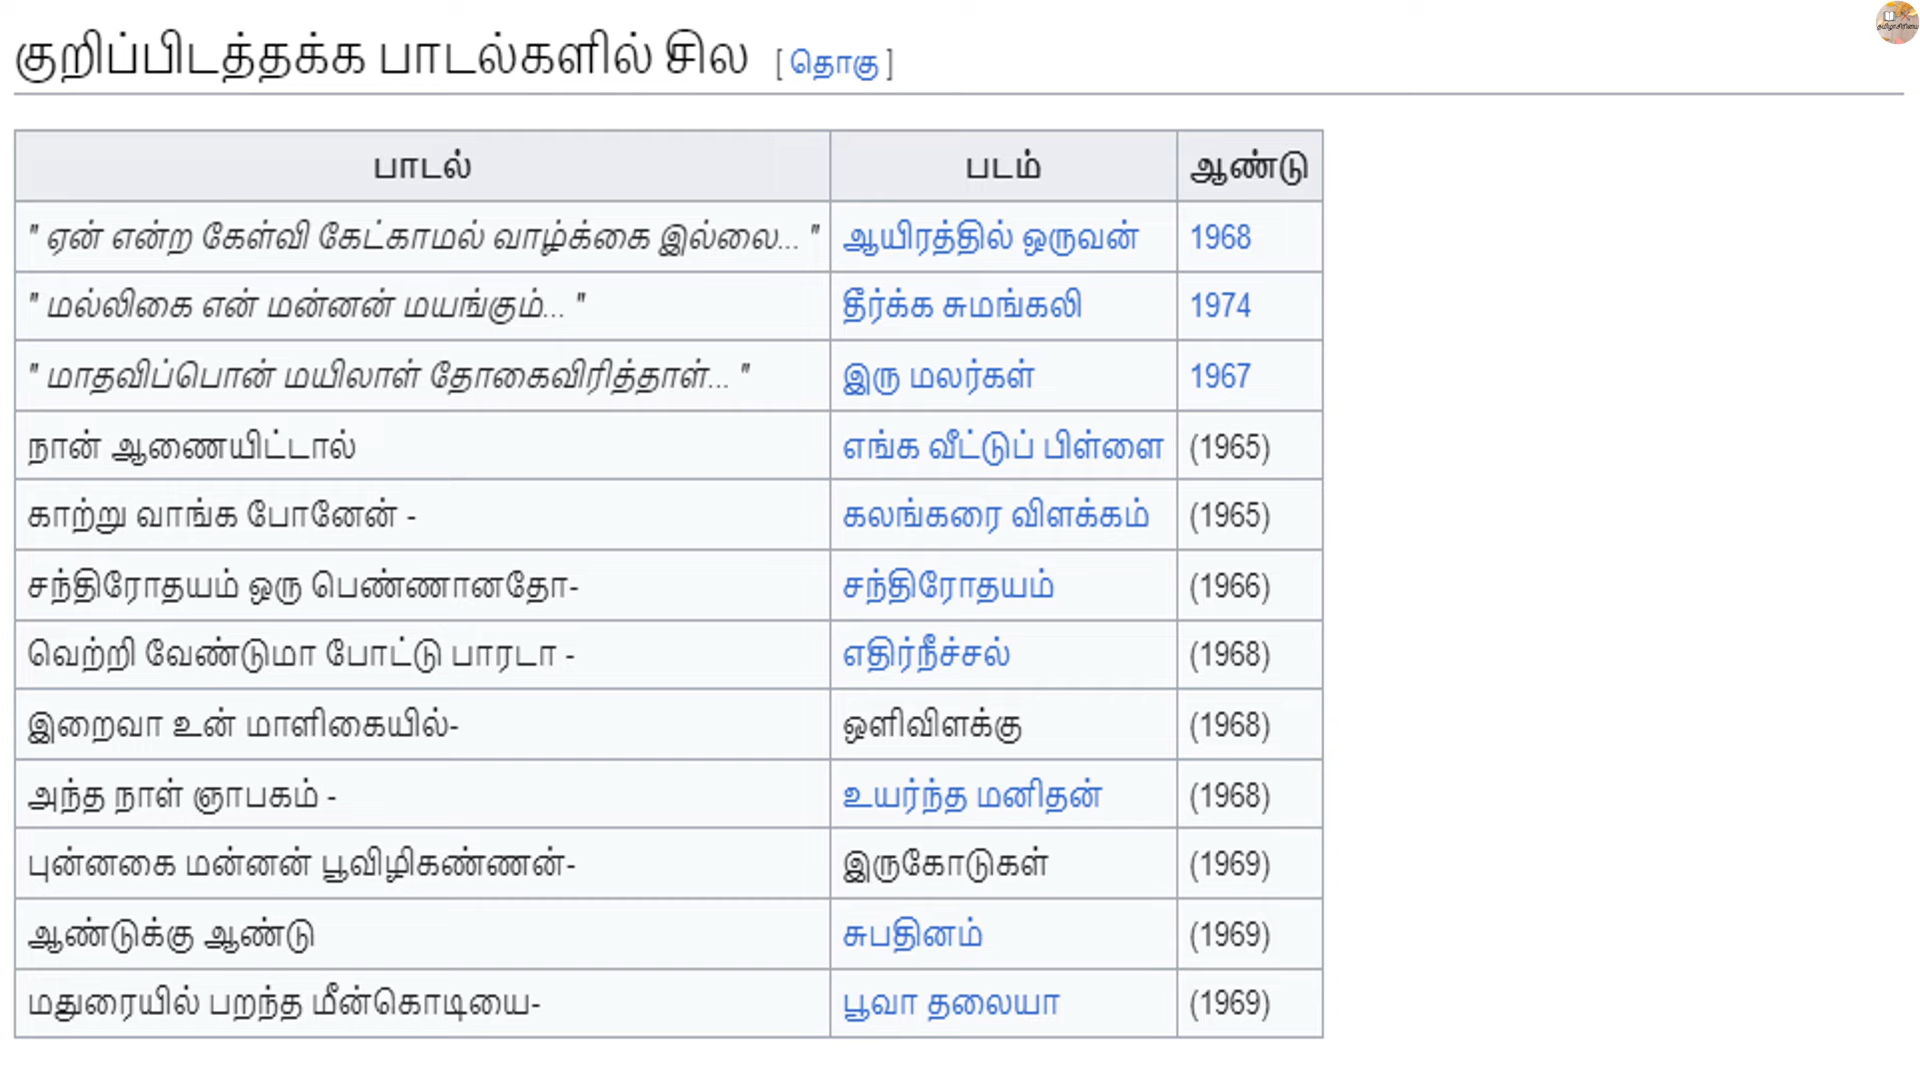 குறிப்பிடத்தக்க பாடல்களில் சில [ தொகு ]
பாடல் படம் ஆண்டு
" ஏன் என்ற கேள்வி கேட்காமல் வாழ்க்கை இல்லை... " ஆயிரத்தில் ஒருவன் 1968
" மல்லிகை என் மன்னன் மயங்கும்... " தீர்க்க சுமங்கலி 1974
" மாதவிப்பொன் மயிலாள் தோகைவிரித்தாள்... " இரு மலர்கள் 1967
நான் ஆணையிட்டால் எங்க வீட்டுப் பிள்ளை (1965)
காற்று வாங்க போனேன் - கலங்கரை விளக்கம் (1965)
சந்திரோதயம் ஒரு பெண்ணானதோ- சந்திரோதயம் (1966)
வெற்றி வேண்டுமா போட்டு பாரடா - எதிர்நீச்சல் (1968)
இறைவா உன் மாளிகையில்- ஒளிவிளக்கு (1968)
அந்த நாள் ஞாபகம் - உயர்ந்த மனிதன் (1968)
புன்னகை மன்னன் பூவிழிகண்ணன்- இருகோடுகள் (1969)
ஆண்டுக்கு ஆண்டு சுபதினம் (1969)
மதுரையில் பறந்த மீன்கொடியை- பூவா தலையா (1969)